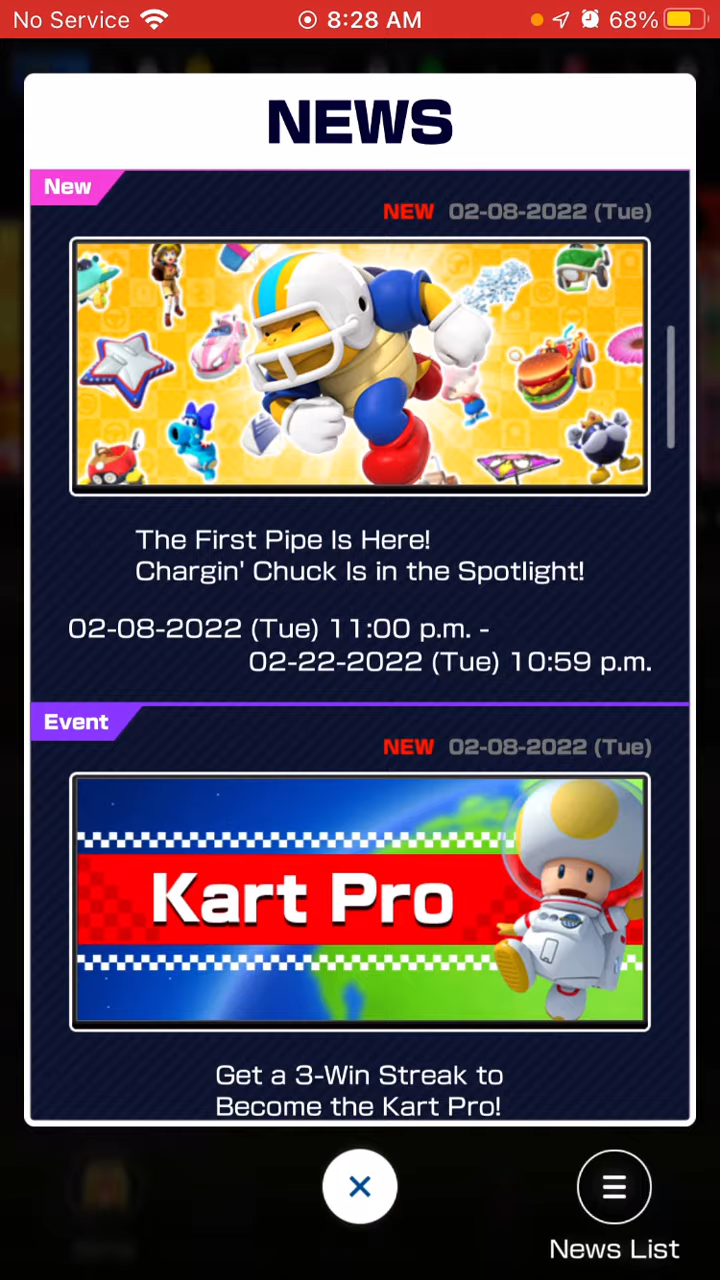 No Service 8:28 AM 68%
NEWS
New
NEW 02-08-2022 (Tue)
The First Pipe Is Here!
Chargin' Chuck Is in the Spotlight!
02-08-2022 (Tue) 11:00 p.m. -
02-22-2022 (Tue) 10:59 p.m.
Event
NEW 02-08-2022 (Tue)
Kart Pro
Get a 3-Win Streak to
Become the Kart Pro!
News List